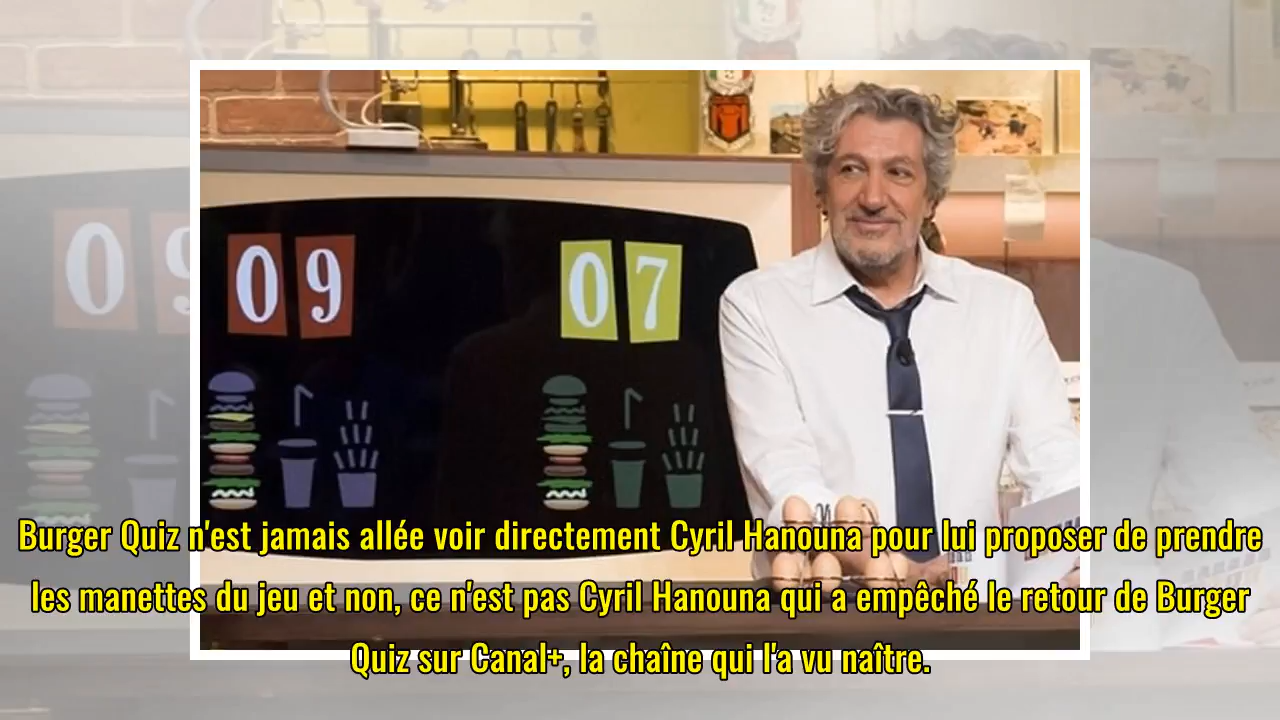 09
07
Burger Quiz n'est jamais allée voir directement Cyril Hanouna pour lui proposer de prendre
les manettes du jeu et non, ce n'est pas Cyril Hanouna qui a empêché le retour de Burger
Quiz sur Canal+, la chaîne qui l'a vu naître.